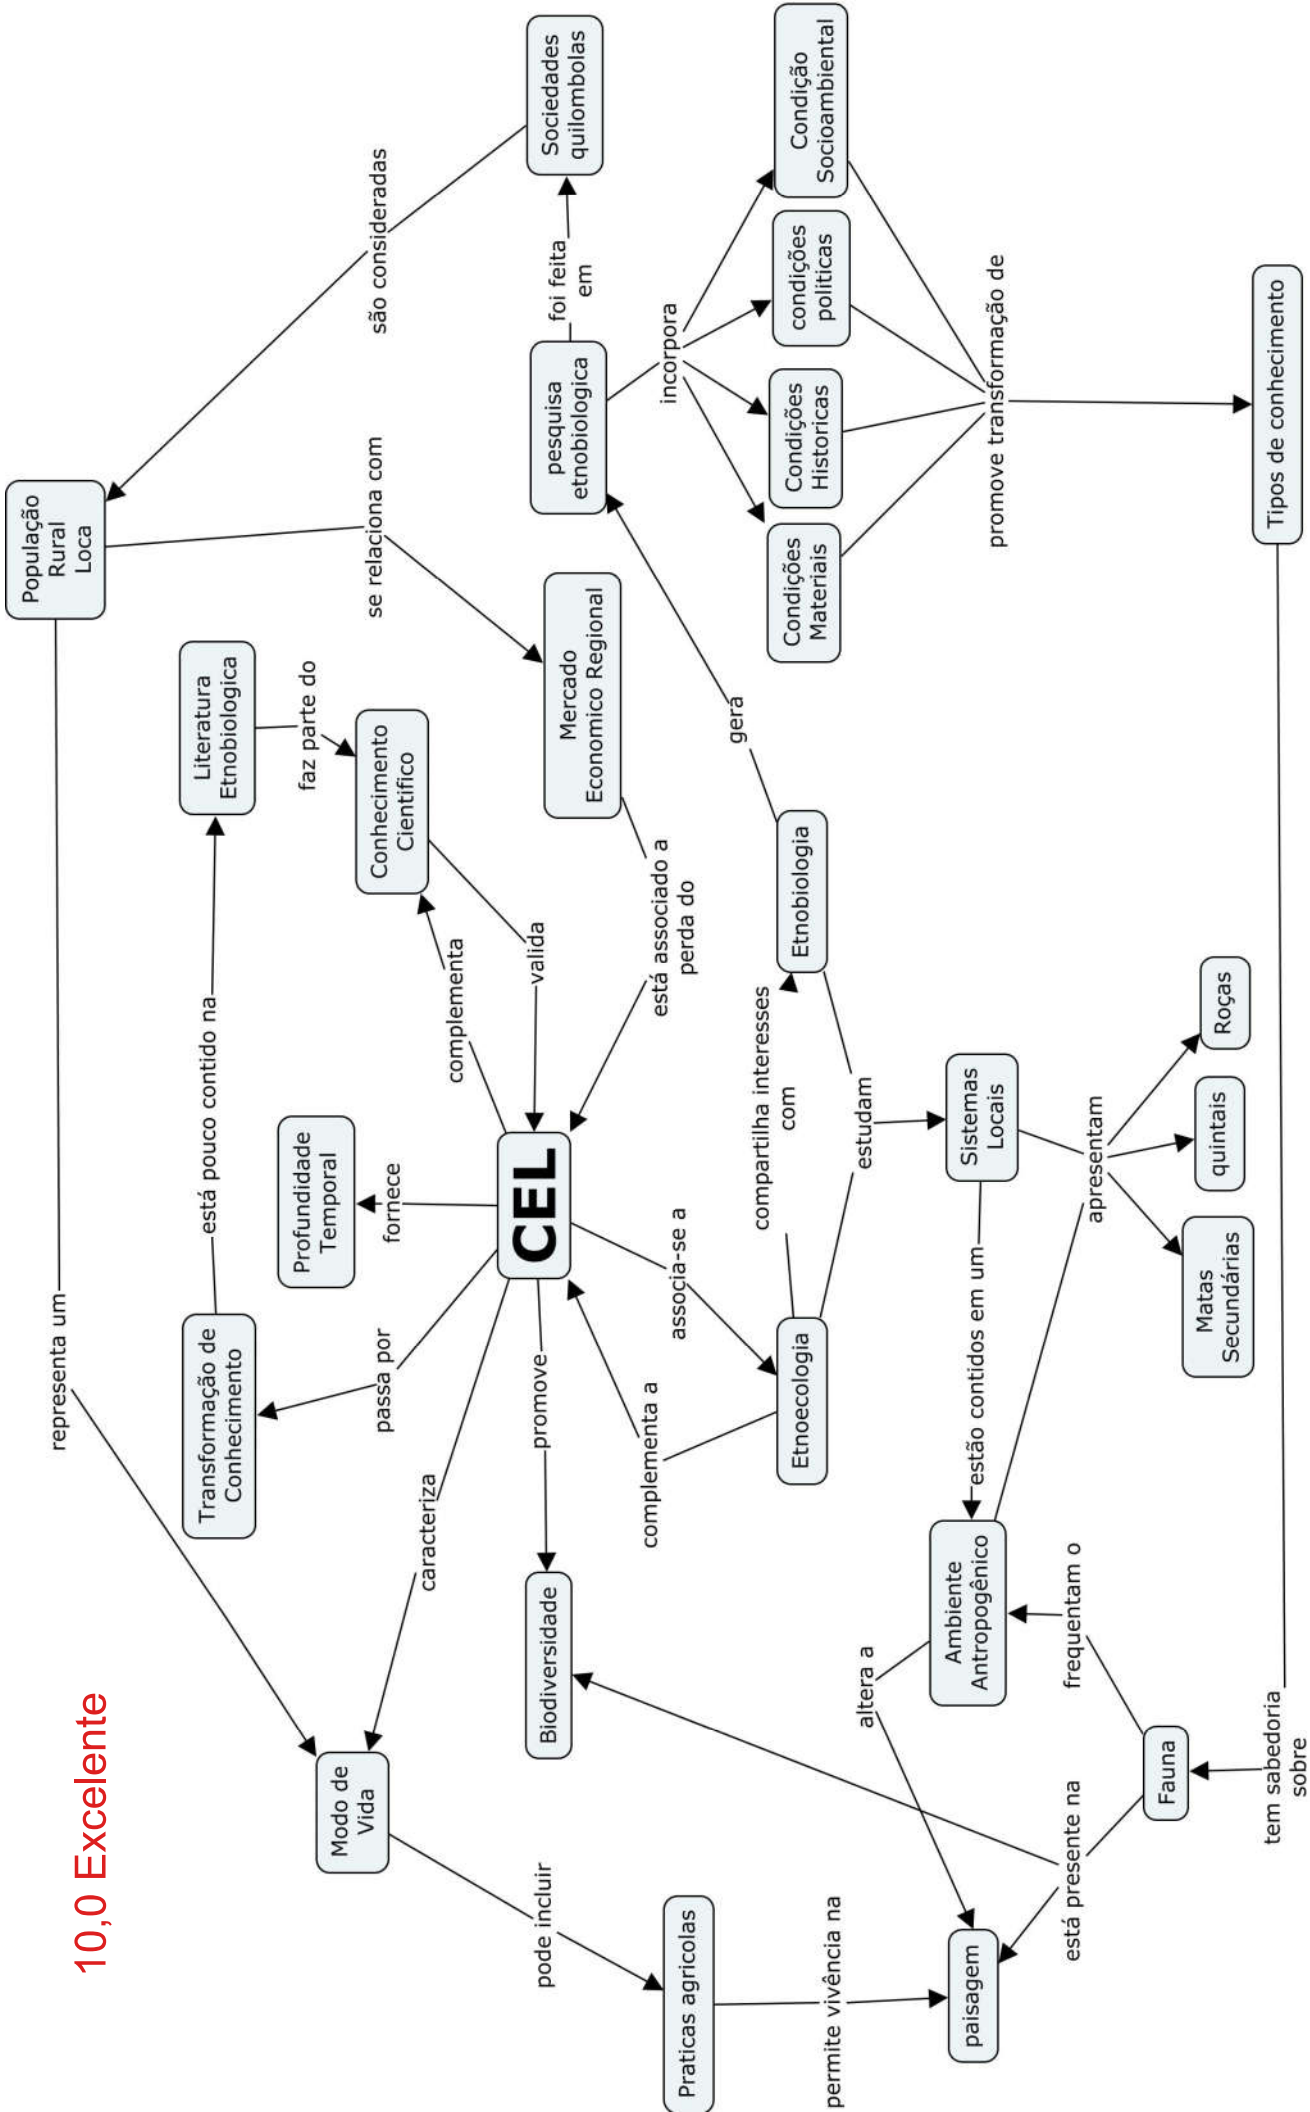 10,0 Excelente
População
Rural
Loca
representa um
são consideradas
se relaciona com
Literatura
Etnobiologica
está pouco contido na
Transformação de
Conhecimento
faz parte do
Conhecimento
Cientifico
Profundidade
Temporal
fornece
passa por
complementa
valida
caracteriza
promove
Modo de
Vida
CEL
Sociedades
quilombolas
foi feita
em
pesquisa
etnobiologica
Mercado
Economico Regional
está associado a
perda do
Biodiversidade
pode incluir
incorpora
associa-se a
complementa a
Praticas agricolas
gera
compartilha interesses
com
Condição
Socioambiental
condições
politicas
Condições
Historicas
Condições
Materiais
Etnobiologia
Etnoecologia
estudam
altera a
permite vivência na
Sistemas
Locais
estão contidos em um
Ambiente
Antropogênico
paisagem
promove transformação de
apresentam
frequentam o
está presente na
Roças
quintais
Matas
Secundárias
Fauna
Tipos de conhecimento
tem sabedoria
sobre